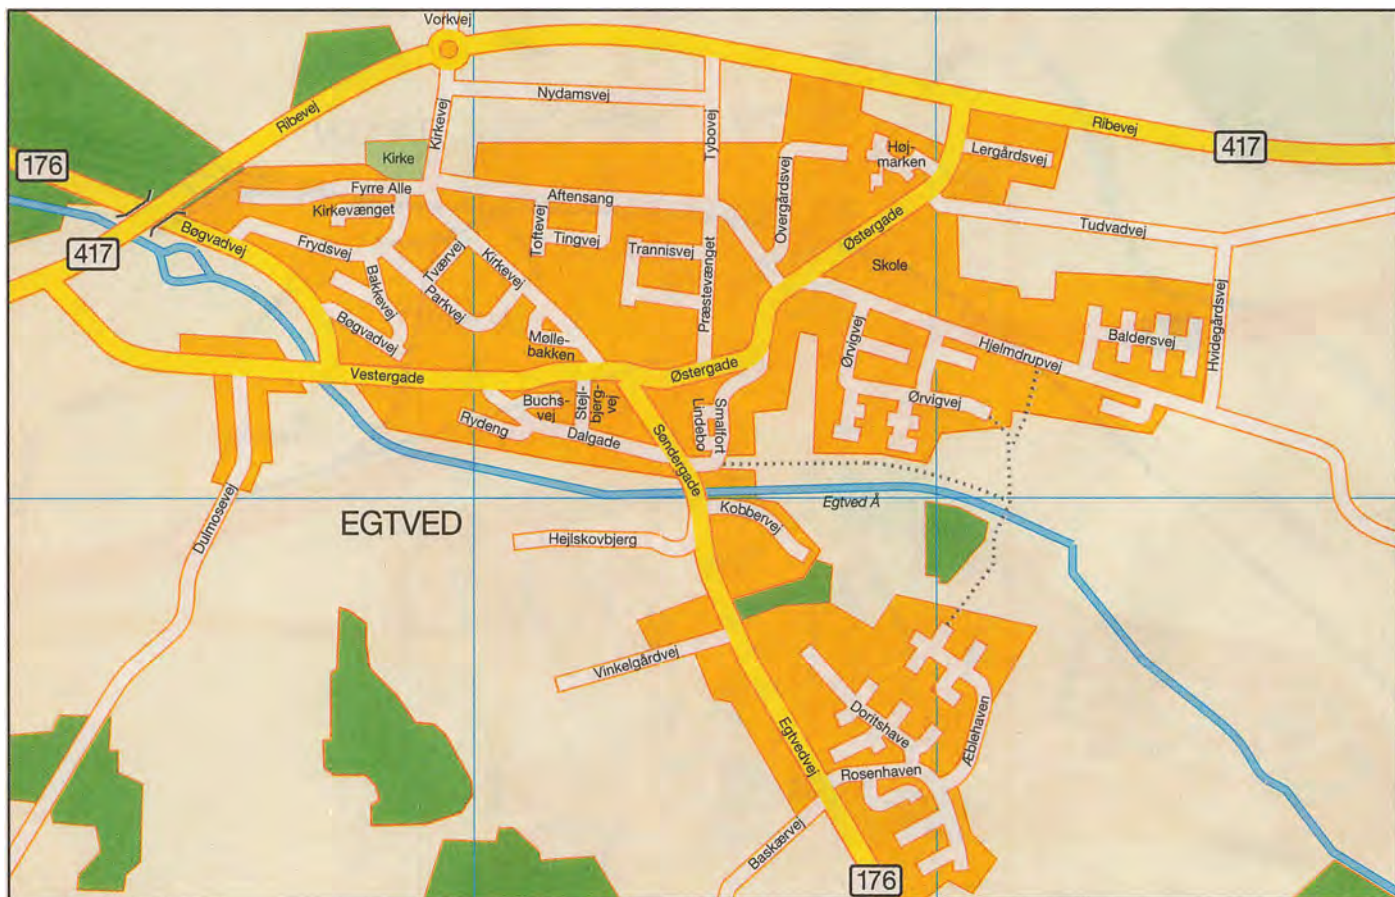 Vorkvej
Ribevej
Nydamsvej
Kirkevej
Tybovej
Ribevej
417
176
Kirke
Høj-
marken
Lergårdsvej
Fyrre Alle
Aftensang
Overgårdsvej
Kirkevænget
Toftevej
Tingvej
Østergade
Tudvadvej
Bøgvadvej
417
Frydsvej
Tværvej
Kirkevej
Trannisvej
Præstevænget
Skole
Bakkevej
Parkvej
Bøgvadvej
Mølle-
bakken
Ørvigvej
Hjelmdrupvej
Baldersvej
Hvidegårdsvej
Vestergade
Østergade
Buchs-
vej
Stejl-
bjerg-
vej
Ørvigvej
Rydeng
Dalgade
Lindebo
Smalfort
Søndergade
Dulmosevej
EGTVED
Egtved Å
Kobbervej
Hejlskovbjerg
Vinkelgårdvej
Doritshave
Æblehaven
Egtvedvej
Rosenhaven
Baskærvej
176